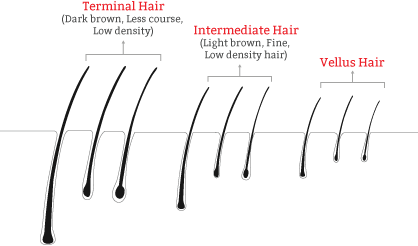 Terminal Hair
(Dark brown, Less course,
Low density)
Intermediate Hair
(Light brown, Fine,
Low density hair)
Vellus Hair